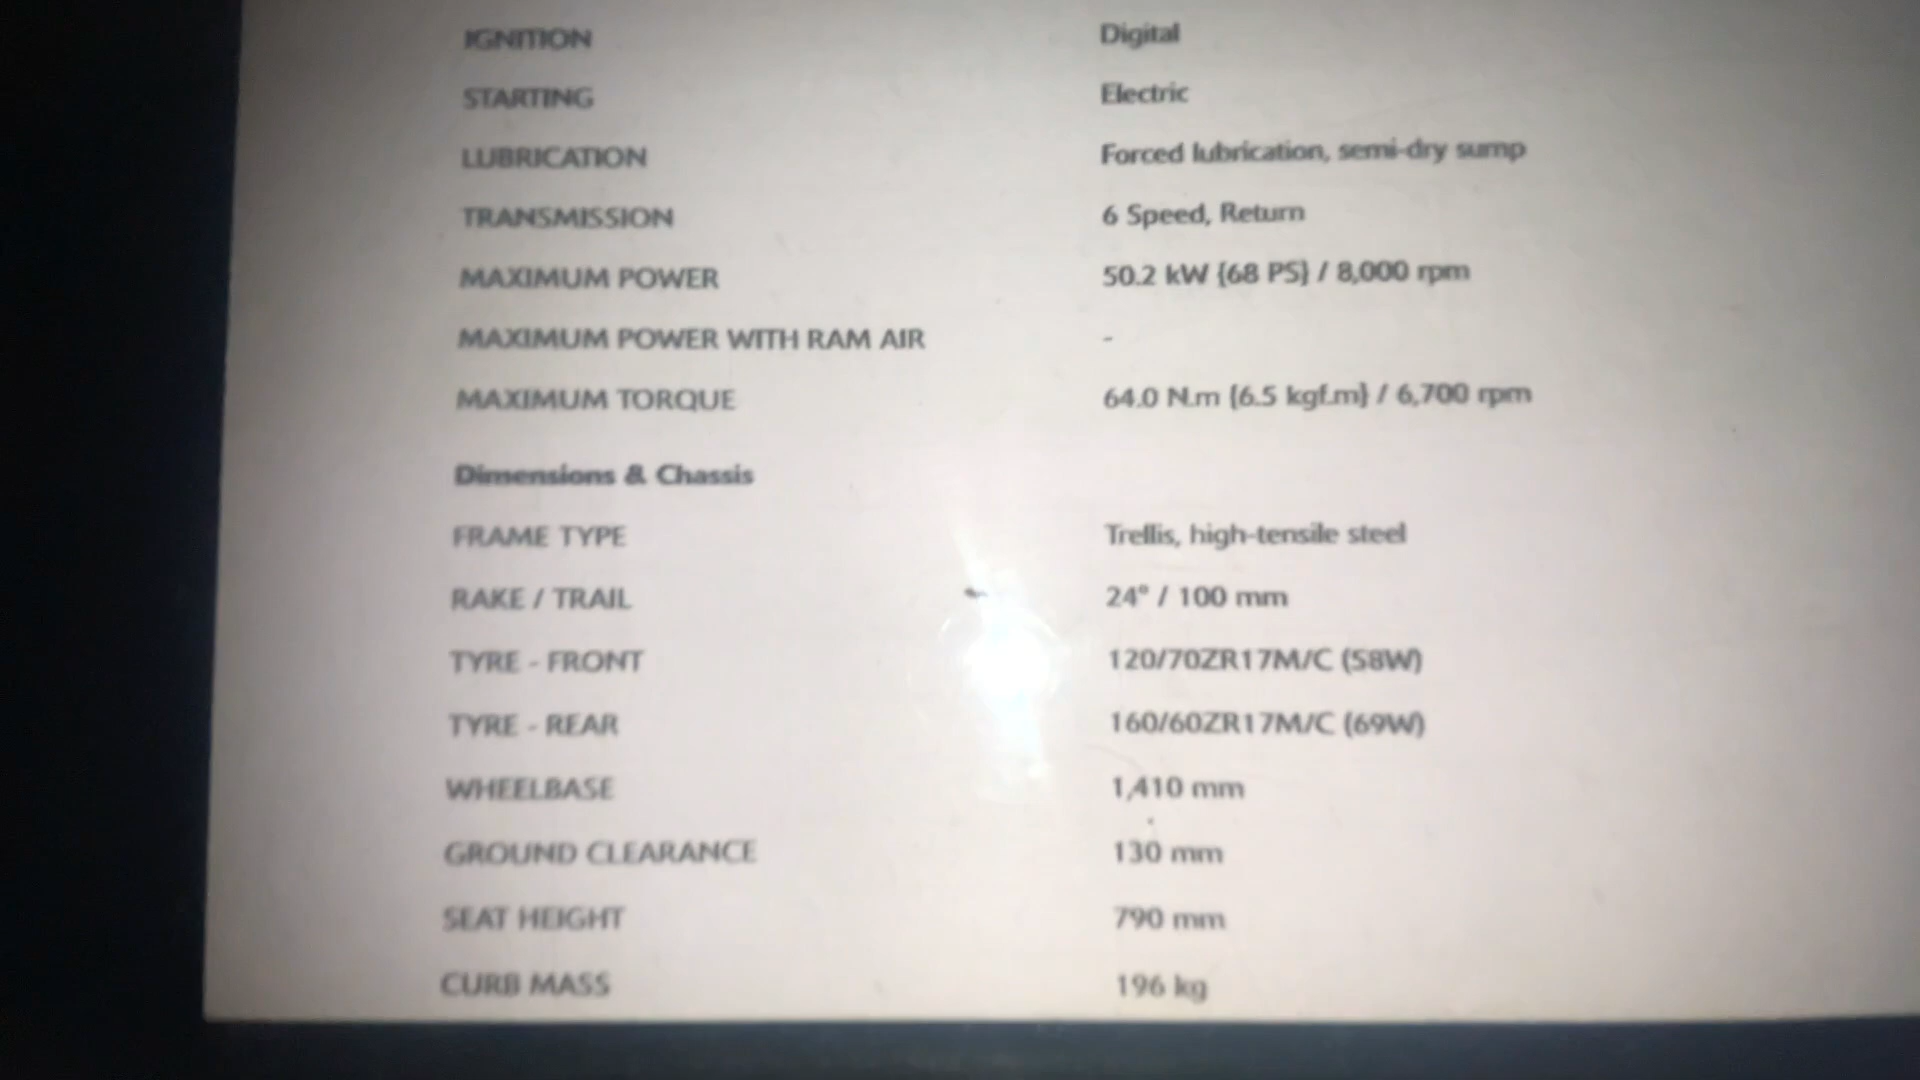 IGNITION Digital
STARTING Electric
LUBRICATION Forced lubrication, semi-dry sump
TRANSMISSION 6 Speed, Return
MAXIMUM POWER 50.2 kW {68 PS} / 8,000 rpm
MAXIMUM POWER WITH RAM AIR -
MAXIMUM TORQUE 64.0 N.m {6.5 kgf.m} / 6,700 rpm
Dimensions & Chassis
FRAME TYPE Trellis, high-tensile steel
RAKE / TRAIL 24° / 100 mm
TYRE - FRONT 120/70ZR17M/C (58W)
TYRE - REAR 160/60ZR17M/C (69W)
WHEELBASE 1,410 mm
GROUND CLEARANCE 130 mm
SEAT HEIGHT 790 mm
CURB MASS 196 kg